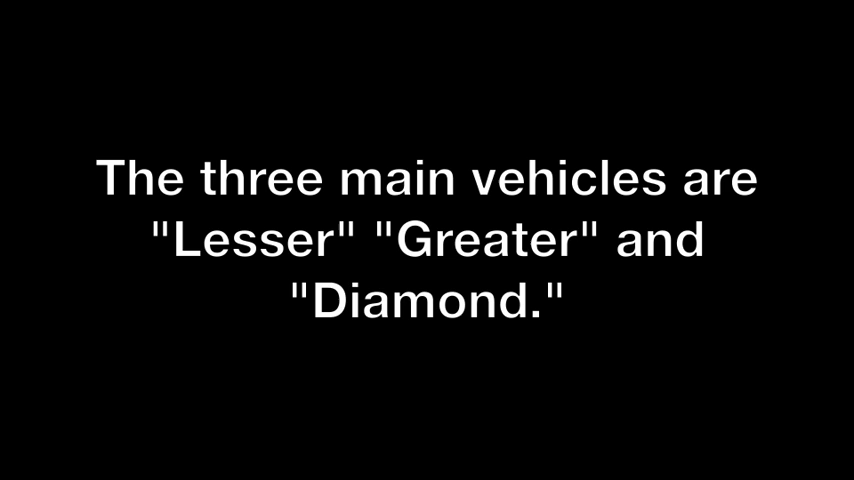 The three main vehicles are
"Lesser" "Greater" and
"Diamond."